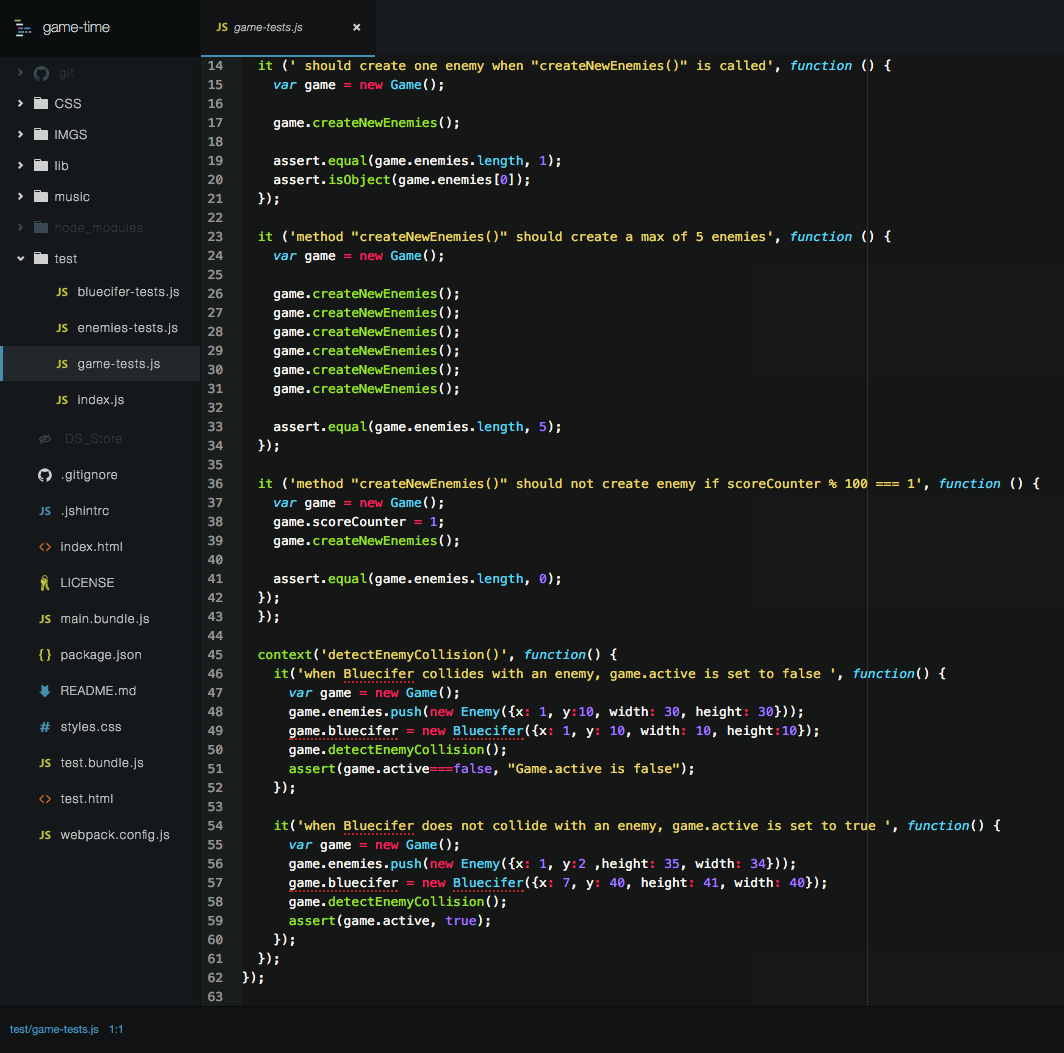 game-time
JS game-tests.js ×
.git
CSS
IMGS
lib
music
node_modules
test
JS bluecifer-tests.js
JS enemies-tests.js
JS game-tests.js
JS index.js
.DS_Store
.gitignore
JS .jshintrc
<> index.html
LICENSE
JS main.bundle.js
{} package.json
README.md
# styles.css
JS test.bundle.js
<> test.html
JS webpack.config.js
14 it (' should create one enemy when "createNewEnemies()" is called', function () {
15 var game = new Game();
16
17 game.createNewEnemies();
18
19 assert.equal(game.enemies.length, 1);
20 assert.isObject(game.enemies[0]);
21 });
22
23 it ('method "createNewEnemies()" should create a max of 5 enemies', function () {
24 var game = new Game();
25
26 game.createNewEnemies();
27 game.createNewEnemies();
28 game.createNewEnemies();
29 game.createNewEnemies();
30 game.createNewEnemies();
31 game.createNewEnemies();
32
33 assert.equal(game.enemies.length, 5);
34 });
35
36 it ('method "createNewEnemies()" should not create enemy if scoreCounter % 100 === 1', function () {
37 var game = new Game();
38 game.scoreCounter = 1;
39 game.createNewEnemies();
40
41 assert.equal(game.enemies.length, 0);
42 });
43 });
44
45 context('detectEnemyCollision()', function() {
46 it('when Bluecifer collides with an enemy, game.active is set to false ', function() {
47 var game = new Game();
48 game.enemies.push(new Enemy({x: 1, y:10, width: 30, height: 30}));
49 game.bluecifer = new Bluecifer({x: 1, y: 10, width: 10, height:10});
50 game.detectEnemyCollision();
51 assert(game.active===false, "Game.active is false");
52 });
53
54 it('when Bluecifer does not collide with an enemy, game.active is set to true ', function() {
55 var game = new Game();
56 game.enemies.push(new Enemy({x: 1, y:2 ,height: 35, width: 34}));
57 game.bluecifer = new Bluecifer({x: 7, y: 40, height: 41, width: 40});
58 game.detectEnemyCollision();
59 assert(game.active, true);
60 });
61 });
62 });
63
test/game-tests.js 1:1